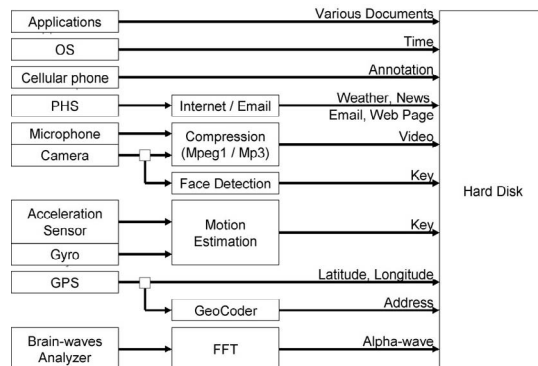 Applications
Various Documents
OS
Time
Cellular phone
Annotation
PHS
Internet / Email
Weather, News,
Email, Web Page
Microphone
Camera
Compression
(Mpeg1 / Mp3)
Video
Face Detection
Key
Hard Disk
Acceleration
Sensor
Gyro
Motion
Estimation
Key
GPS
Latitude, Longitude
GeoCoder
Address
Brain-waves
Analyzer
FFT
Alpha-wave